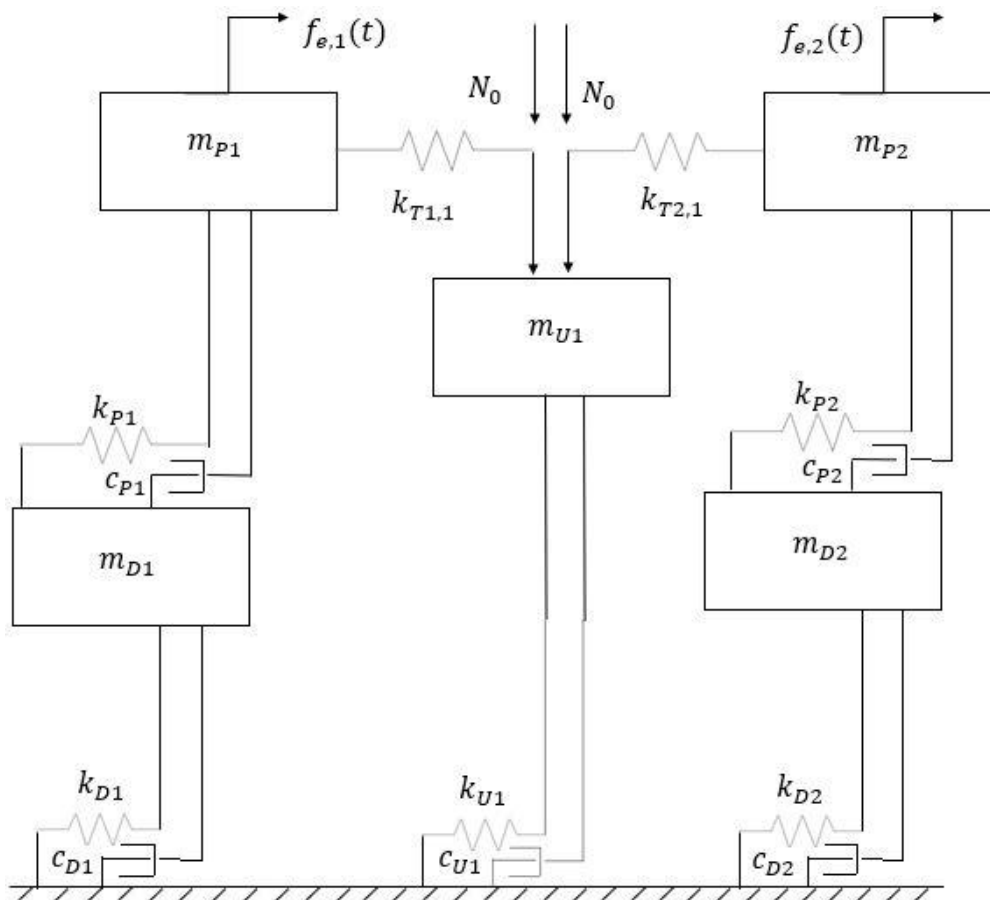 f_{e,1}(t)
f_{e,2}(t)
N_0
N_0
m_{P1}
m_{P2}
k_{T1,1}
k_{T2,1}
m_{U1}
k_{P1}
k_{P2}
c_{P1}
c_{P2}
m_{D1}
m_{D2}
k_{D1}
k_{U1}
k_{D2}
c_{D1}
c_{U1}
c_{D2}